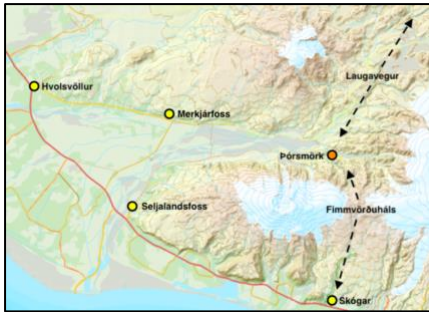 Laugavegur
Hvolsvöllur
Merkjárfoss
Þórsmörk
Seljalandsfoss
Fimmvörðuháls
Skógar